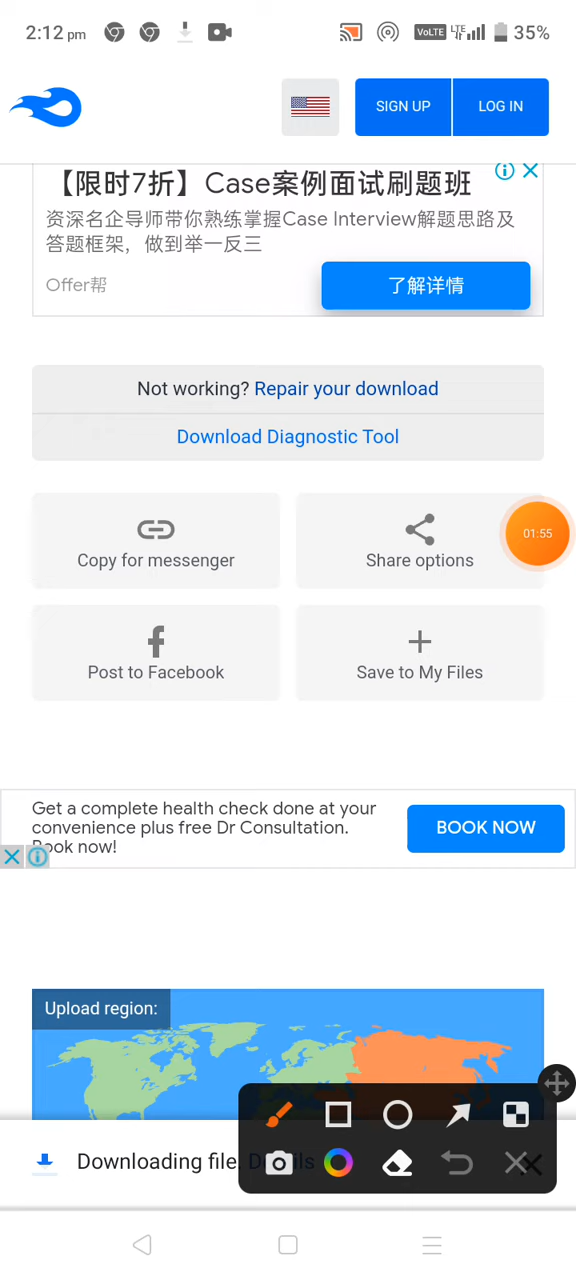 2:12 pm
VoLTE LTE 35%
SIGN UP
LOG IN
【限时7折】Case案例面试刷题班
资深名企导师带你熟练掌握Case Interview解题思路及
答题框架，做到举一反三
Offer帮
了解详情
Not working? Repair your download
Download Diagnostic Tool
Copy for messenger
Share options
01:55
Post to Facebook
Save to My Files
Get a complete health check done at your
convenience plus free Dr Consultation.
Book now!
BOOK NOW
Upload region:
Downloading file. Details